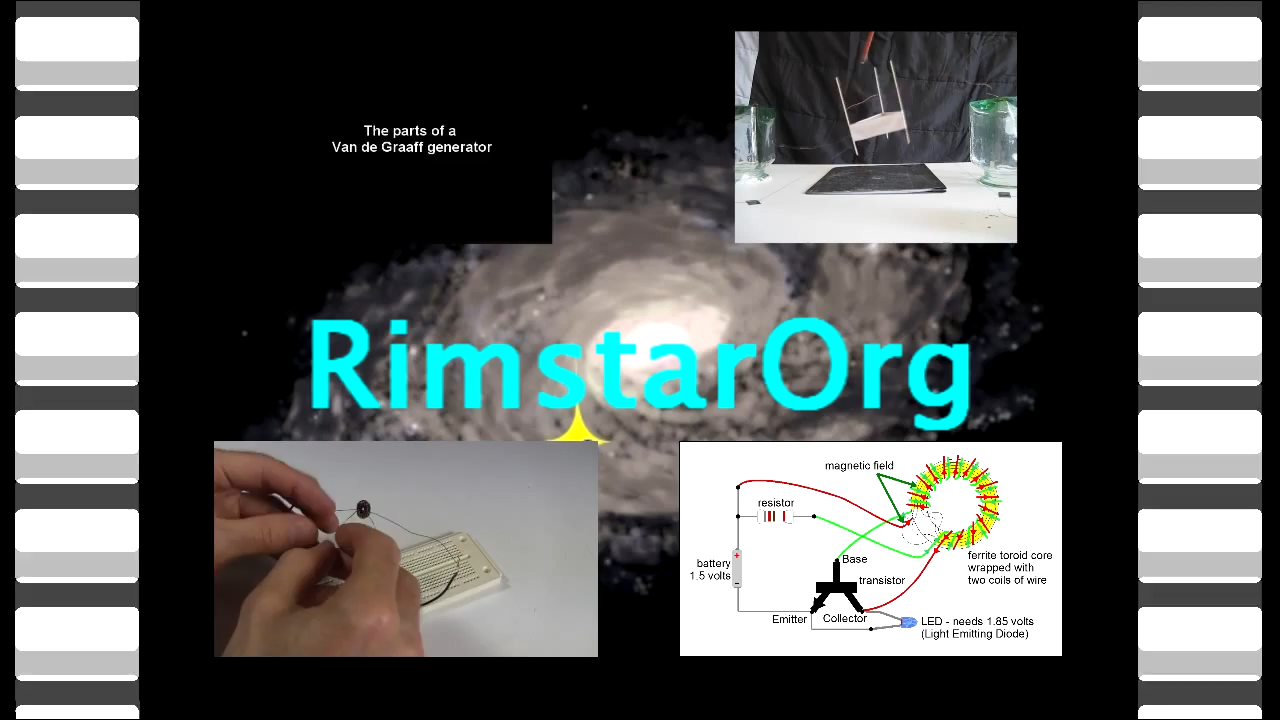 The parts of a
Van de Graaff generator
RimstarOrg
magnetic field
resistor
battery
1.5 volts
+
-
Base
transistor
Emitter
Collector
ferrite toroid core
wrapped with
two coils of wire
LED - needs 1.85 volts
(Light Emitting Diode)